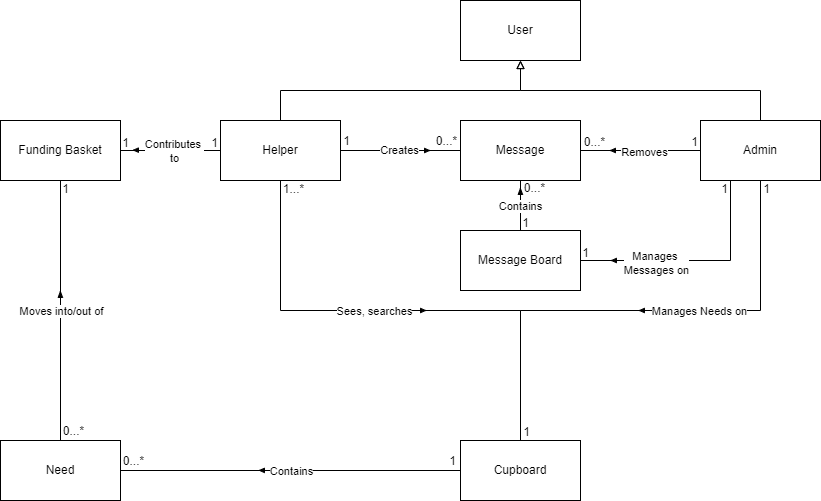 User
Funding Basket
1
Contributes
to
1
Helper
1
Creates
0...*
Message
0...*
Removes
1
Admin
1
1...*
0...*
1
1
Contains
1
Message Board
1
Manages
Messages on
Moves into/out of
Sees, searches
Manages Needs on
0...*
1
Need
0...*
Contains
1
Cupboard